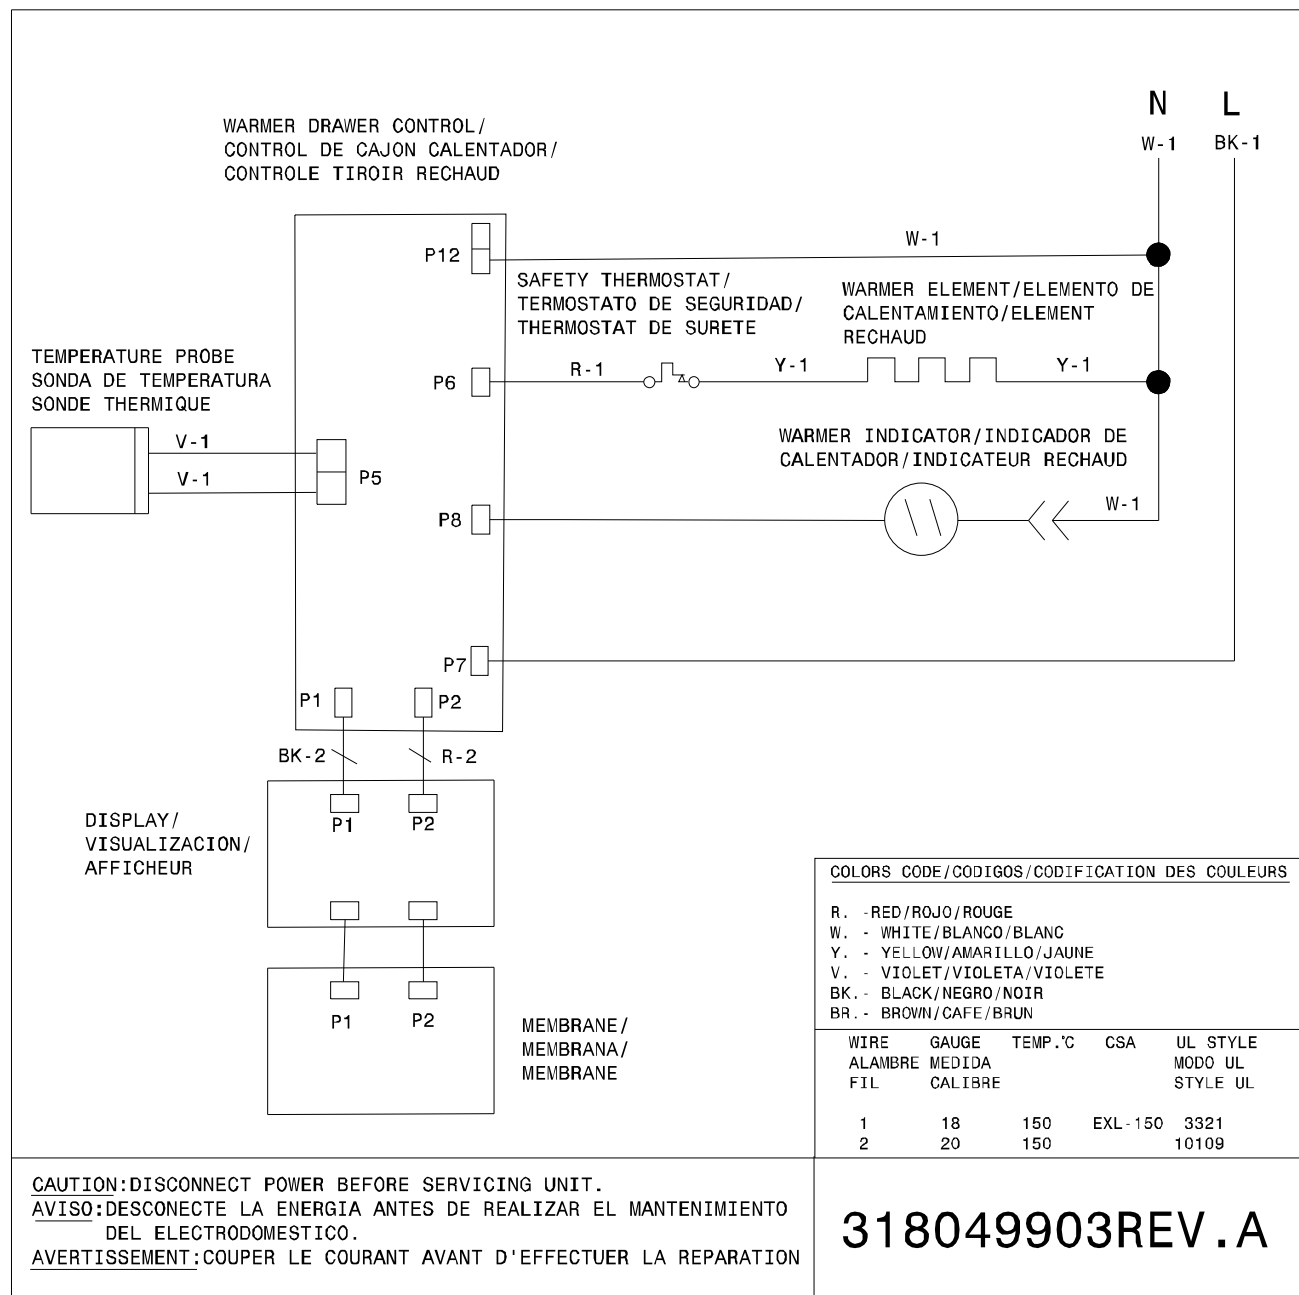 N L
W-1 BK-1
WARMER DRAWER CONTROL/
CONTROL DE CAJON CALENTADOR/
CONTROLE TIROIR RECHAUD
P12
W-1
SAFETY THERMOSTAT/
TERMOSTATO DE SEGURIDAD/
THERMOSTAT DE SURETE
WARMER ELEMENT/ELEMENTO DE
CALENTAMIENTO/ELEMENT
RECHAUD
TEMPERATURE PROBE
SONDA DE TEMPERATURA
SONDE THERMIQUE
P6
R-1
Y-1
Y-1
V-1
V-1
P5
WARMER INDICATOR/INDICADOR DE
CALENTADOR/INDICATEUR RECHAUD
P8
W-1
P7
P1
P2
BK-2
R-2
DISPLAY/
VISUALIZACION/
AFFICHEUR
P1
P2
P1
P2
MEMBRANE/
MEMBRANA/
MEMBRANE
COLORS CODE/CODIGOS/CODIFICATION DES COULEURS
R. -RED/ROJO/ROUGE
W. - WHITE/BLANCO/BLANC
Y. - YELLOW/AMARILLO/JAUNE
V. - VIOLET/VIOLETA/VIOLETE
BK.- BLACK/NEGRO/NOIR
BR.- BROWN/CAFE/BRUN
WIRE GAUGE TEMP.°C CSA UL STYLE
ALAMBRE MEDIDA MODO UL
FIL CALIBRE STYLE UL
1 18 150 EXL-150 3321
2 20 150 10109
CAUTION:DISCONNECT POWER BEFORE SERVICING UNIT.
AVISO:DESCONECTE LA ENERGIA ANTES DE REALIZAR EL MANTENIMIENTO
DEL ELECTRODOMESTICO.
AVERTISSEMENT:COUPER LE COURANT AVANT D'EFFECTUER LA REPARATION
318049903REV.A